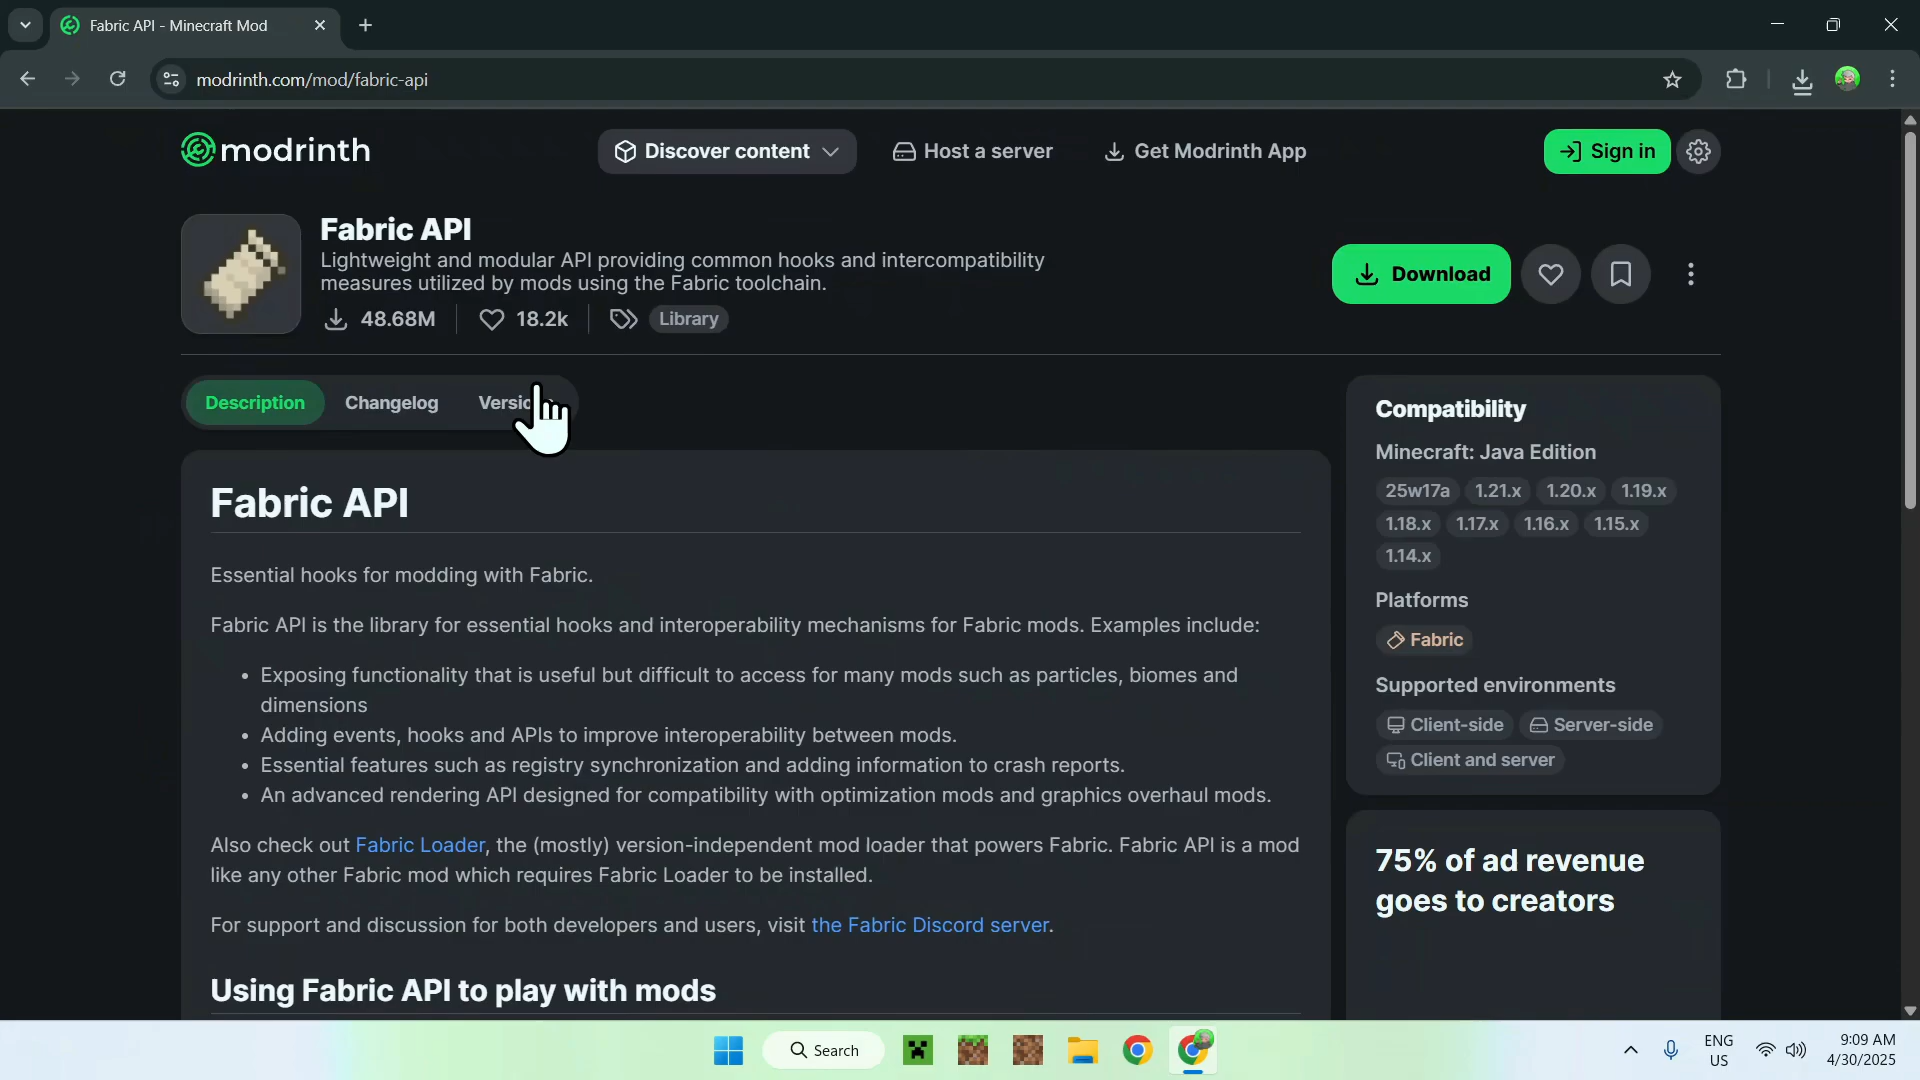 Fabric API - Minecraft Mod
modrinth.com/mod/fabric-api
modrinth
Discover content
Host a server
Get Modrinth App
Sign in
Fabric API
Lightweight and modular API providing common hooks and intercompatibility
measures utilized by mods using the Fabric toolchain.
48.68M
18.2k
Library
Download
Description
Changelog
Compatibility
Minecraft: Java Edition
25w17a 1.21.x 1.20.x 1.19.x
1.18.x 1.17.x 1.16.x 1.15.x
1.14.x
Platforms
Fabric
Supported environments
Client-side Server-side
Client and server
75% of ad revenue
goes to creators
Fabric API
Essential hooks for modding with Fabric.
Fabric API is the library for essential hooks and interoperability mechanisms for Fabric mods. Examples include:
• Exposing functionality that is useful but difficult to access for many mods such as particles, biomes and
dimensions
• Adding events, hooks and APIs to improve interoperability between mods.
• Essential features such as registry synchronization and adding information to crash reports.
• An advanced rendering API designed for compatibility with optimization mods and graphics overhaul mods.
Also check out Fabric Loader, the (mostly) version-independent mod loader that powers Fabric. Fabric API is a mod
like any other Fabric mod which requires Fabric Loader to be installed.
For support and discussion for both developers and users, visit the Fabric Discord server.
Using Fabric API to play with mods
Search
ENG
US
9:09 AM
4/30/2025